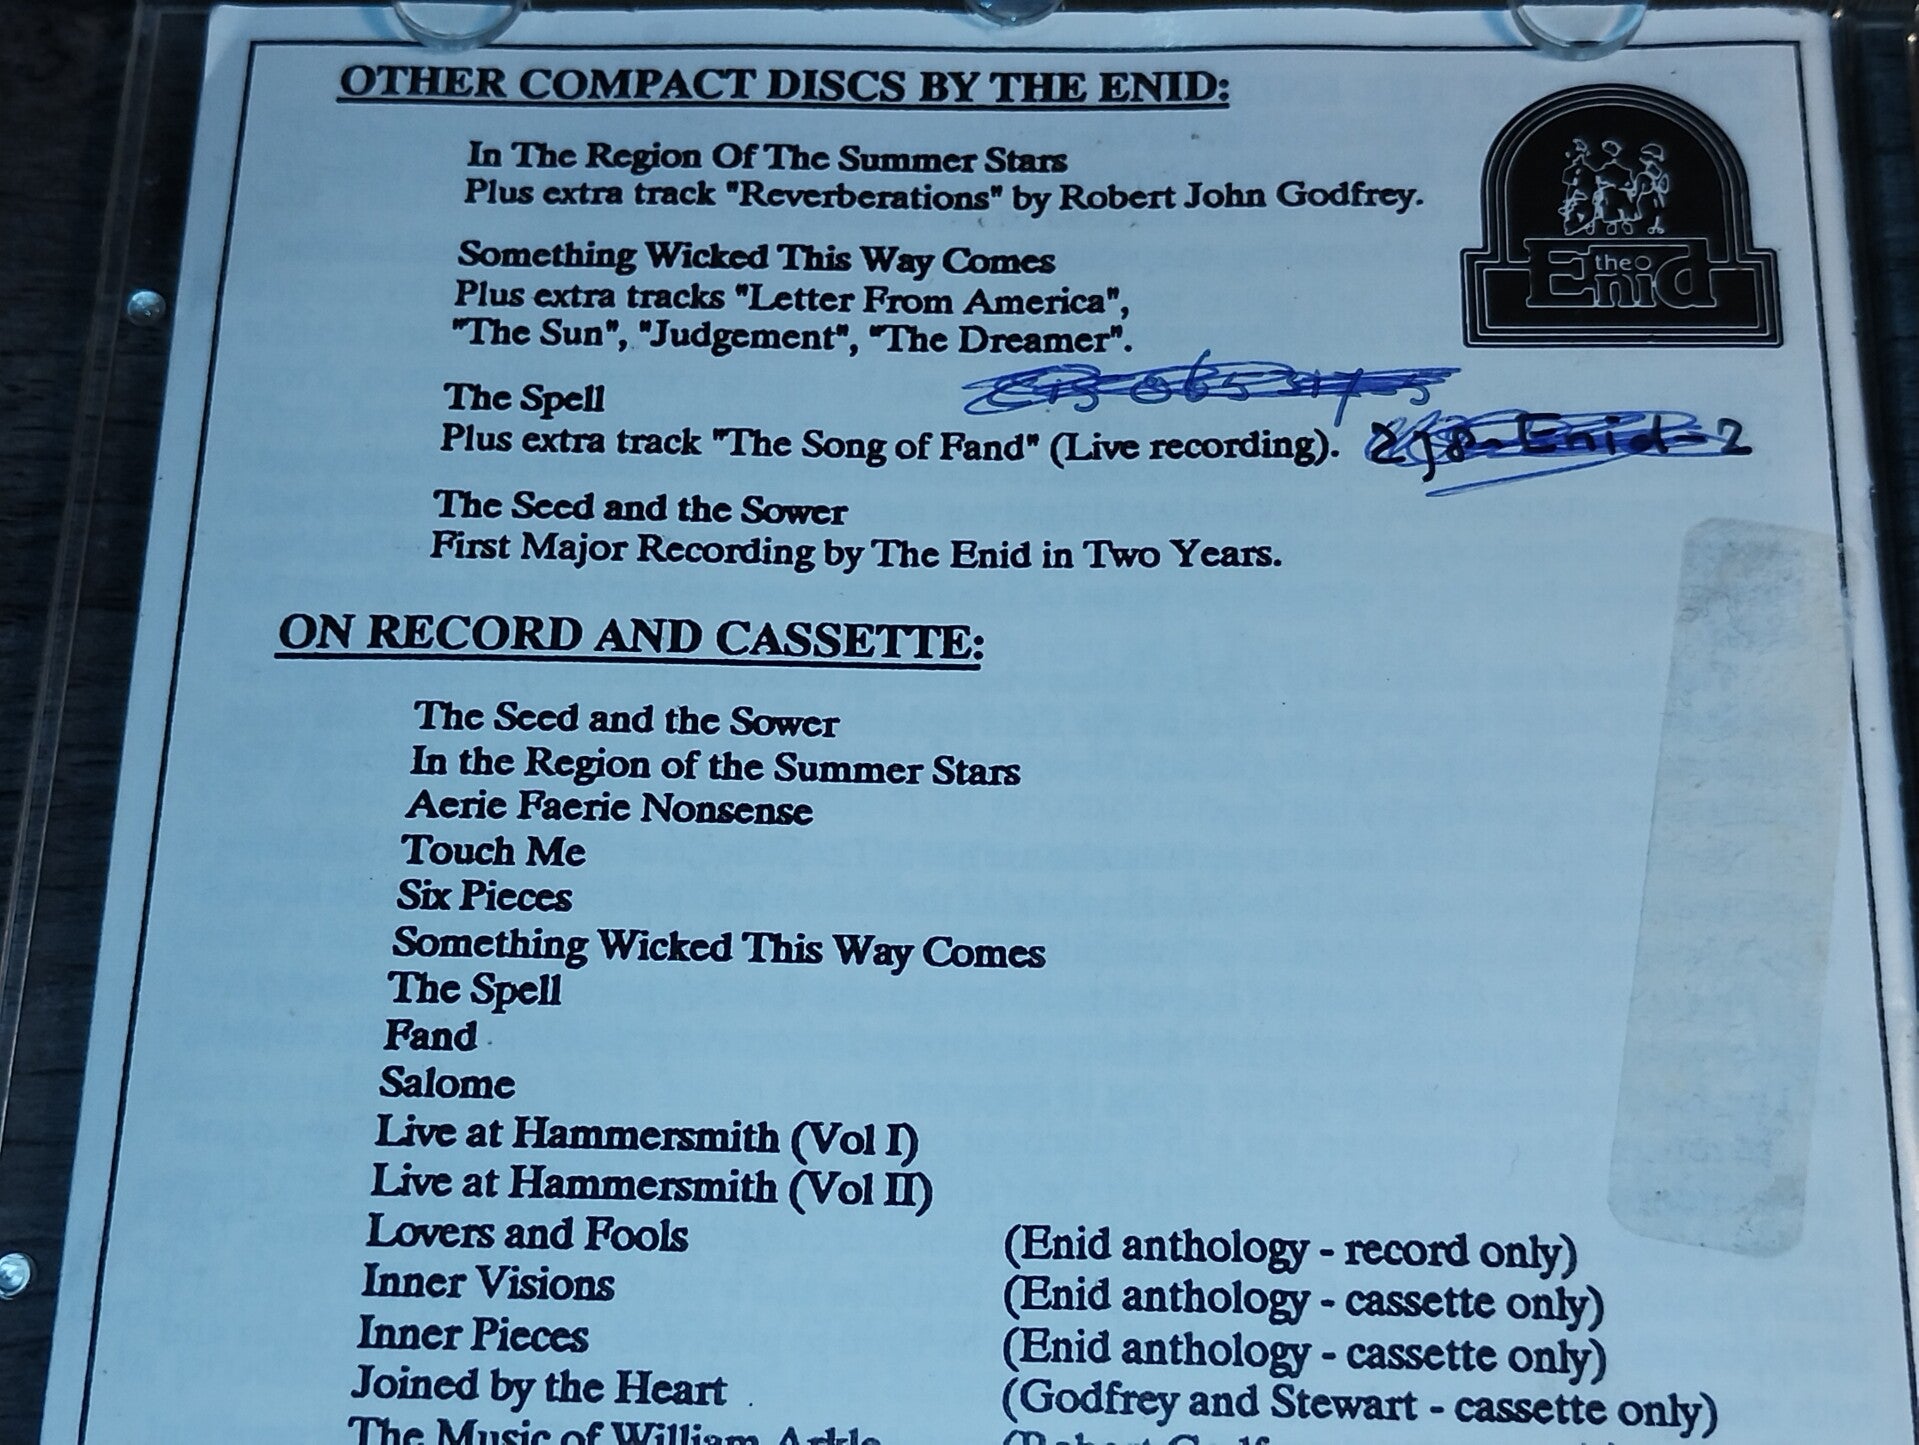 OTHER COMPACT DISCS BY THE ENID:
In The Region Of The Summer Stars
Plus extra track "Reverberations" by Robert John Godfrey.
the
Enid
Something Wicked This Way Comes
Plus extra tracks "Letter From America",
"The Sun", "Judgement", "The Dreamer".
The Spell
Plus extra track "The Song of Fand" (Live recording). Enid-2
The Seed and the Sower
First Major Recording by The Enid in Two Years.
ON RECORD AND CASSETTE:
The Seed and the Sower
In the Region of the Summer Stars
Aerie Faerie Nonsense
Touch Me
Six Pieces
Something Wicked This Way Comes
The Spell
Fand
Salome
Live at Hammersmith (Vol I)
Live at Hammersmith (Vol II)
Lovers and Fools (Enid anthology - record only)
Inner Visions (Enid anthology - cassette only)
Inner Pieces (Enid anthology - cassette only)
Joined by the Heart (Godfrey and Stewart - cassette only)
The Music of William Arkle